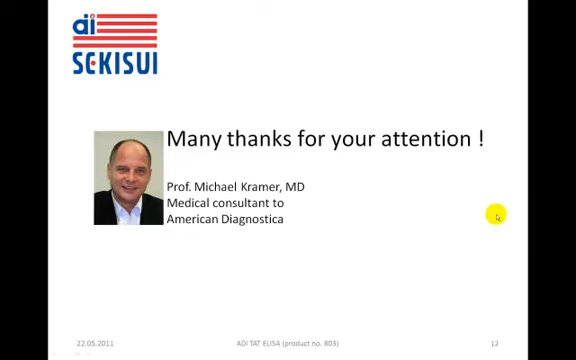 ai
SEKISUI
Many thanks for your attention !
Prof. Michael Kramer, MD
Medical consultant to
American Diagnostica
22.05.2011
ADI TAT ELISA (product no. 803)
12